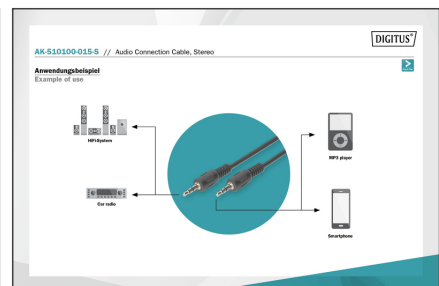 DIGITUS®
AK-510100-015-S // Audio Connection Cable, Stereo
Anwendungsbeispiel
Example of use
HiFi-System
MP3 player
Car radio
Smartphone